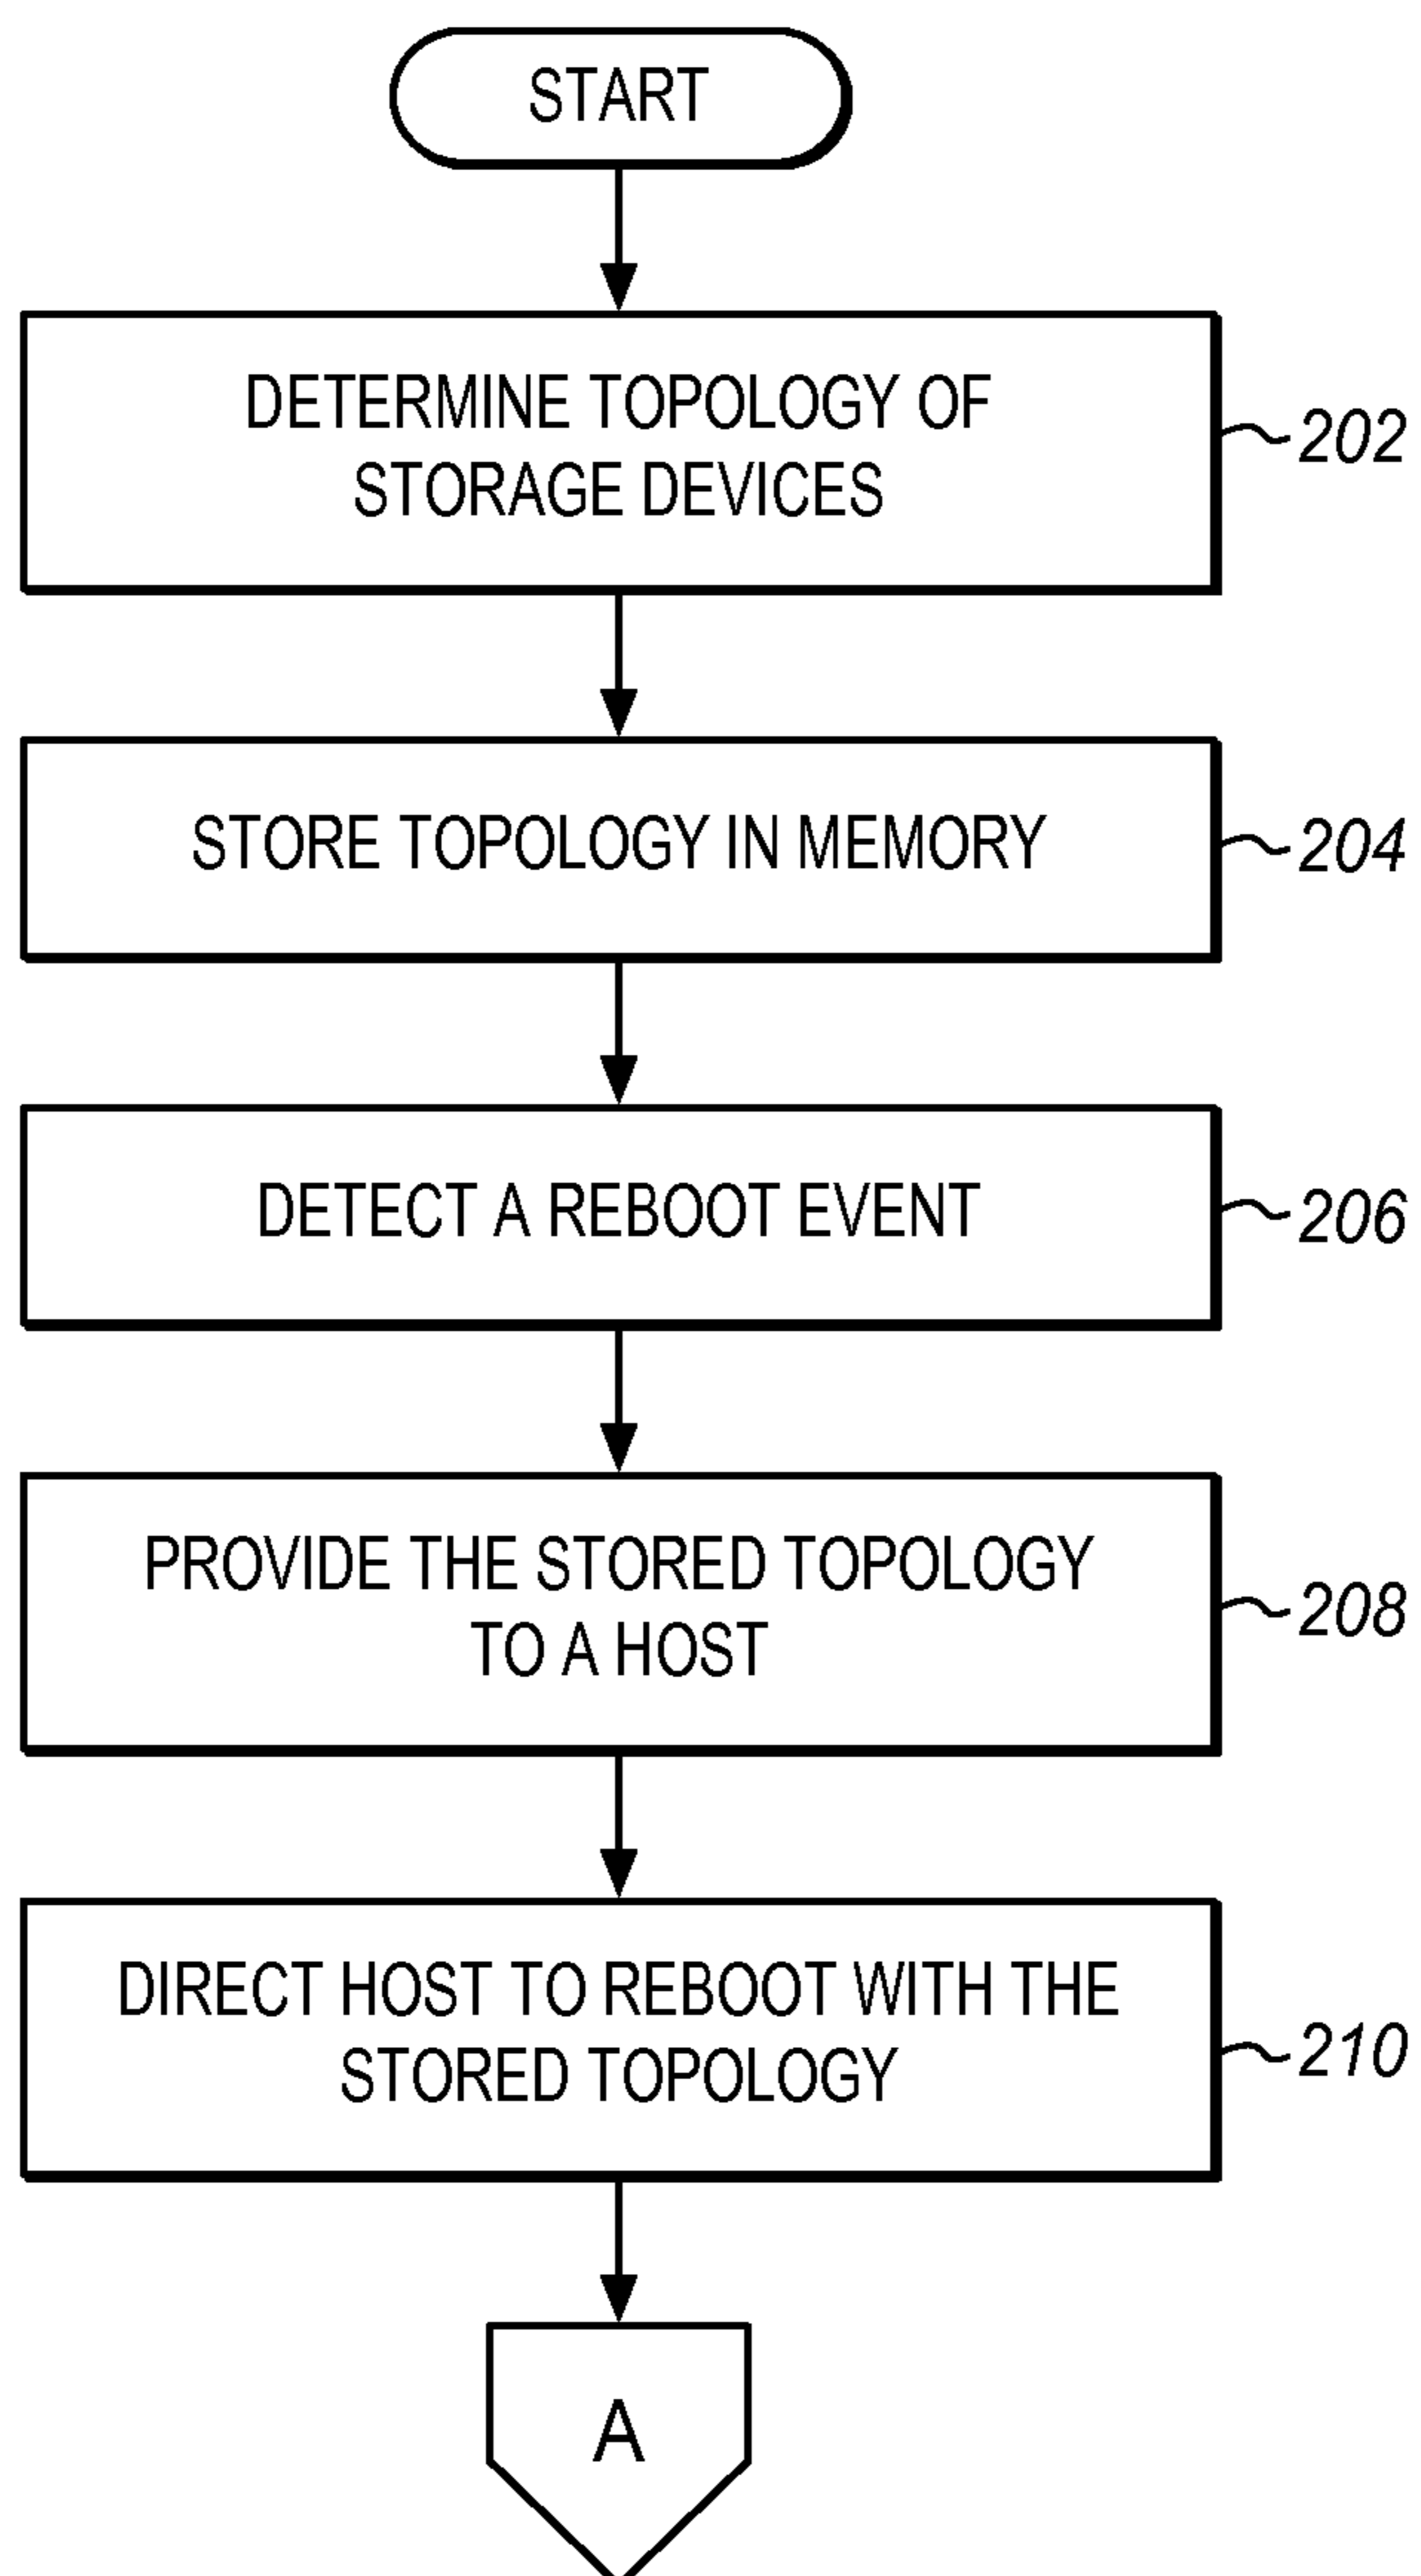 START
DETERMINE TOPOLOGY OF
STORAGE DEVICES
202
STORE TOPOLOGY IN MEMORY
204
DETECT A REBOOT EVENT
206
PROVIDE THE STORED TOPOLOGY
TO A HOST
208
DIRECT HOST TO REBOOT WITH THE
STORED TOPOLOGY
210
A